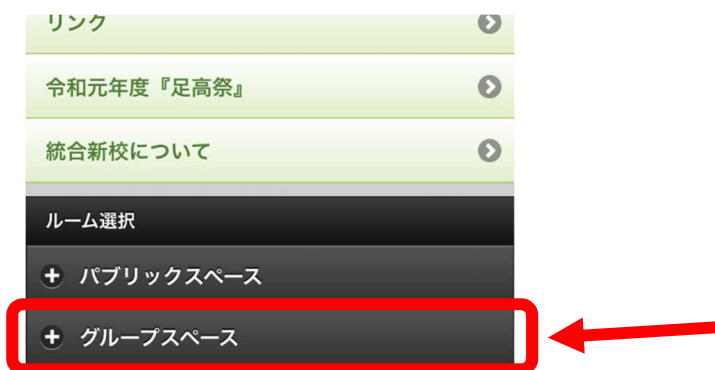 リンク
令和元年度『足高祭』
統合新校について
ルーム選択
パブリックスペース
グループスペース